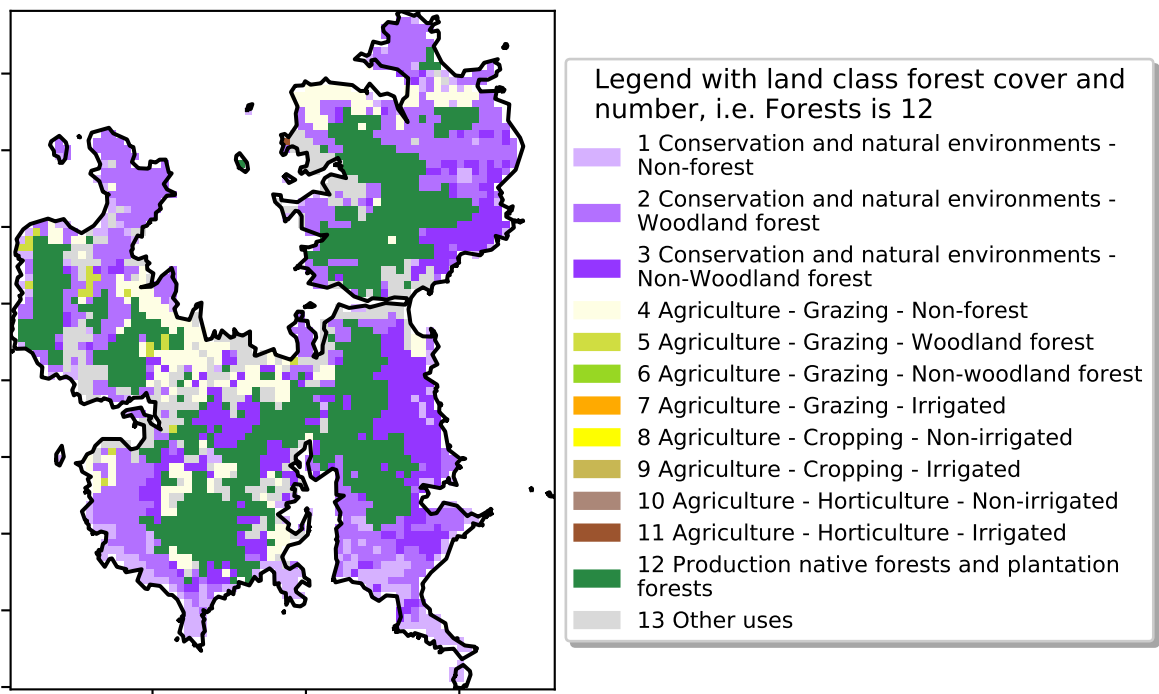 Legend with land class forest cover and
number, i.e. Forests is 12
1 Conservation and natural environments -
Non-forest
2 Conservation and natural environments -
Woodland forest
3 Conservation and natural environments -
Non-Woodland forest
4 Agriculture - Grazing - Non-forest
5 Agriculture - Grazing - Woodland forest
6 Agriculture - Grazing - Non-woodland forest
7 Agriculture - Grazing - Irrigated
8 Agriculture - Cropping - Non-irrigated
9 Agriculture - Cropping - Irrigated
10 Agriculture - Horticulture - Non-irrigated
11 Agriculture - Horticulture - Irrigated
12 Production native forests and plantation
forests
13 Other uses